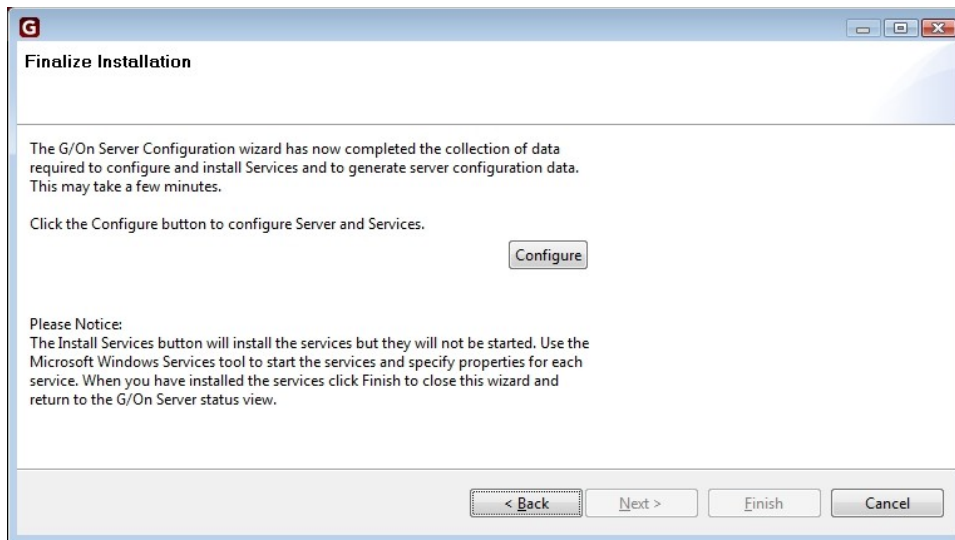 G
Finalize Installation
The G/On Server Configuration wizard has now completed the collection of data
required to configure and install Services and to generate server configuration data.
This may take a few minutes.
Click the Configure button to configure Server and Services.
Configure
Please Notice:
The Install Services button will install the services but they will not be started. Use the
Microsoft Windows Services tool to start the services and specify properties for each
service. When you have installed the services click Finish to close this wizard and
return to the G/On Server status view.
< Back
Next >
Finish
Cancel